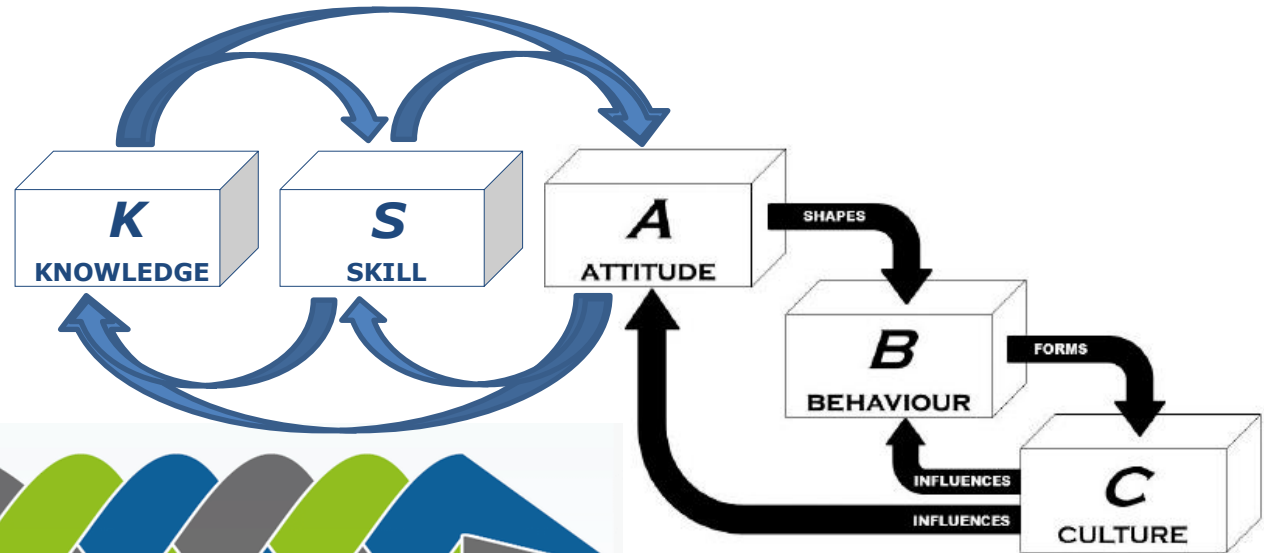 K
KNOWLEDGE
S
SKILL
A
ATTITUDE
SHAPES
B
BEHAVIOUR
FORMS
INFLUENCES
INFLUENCES
C
CULTURE